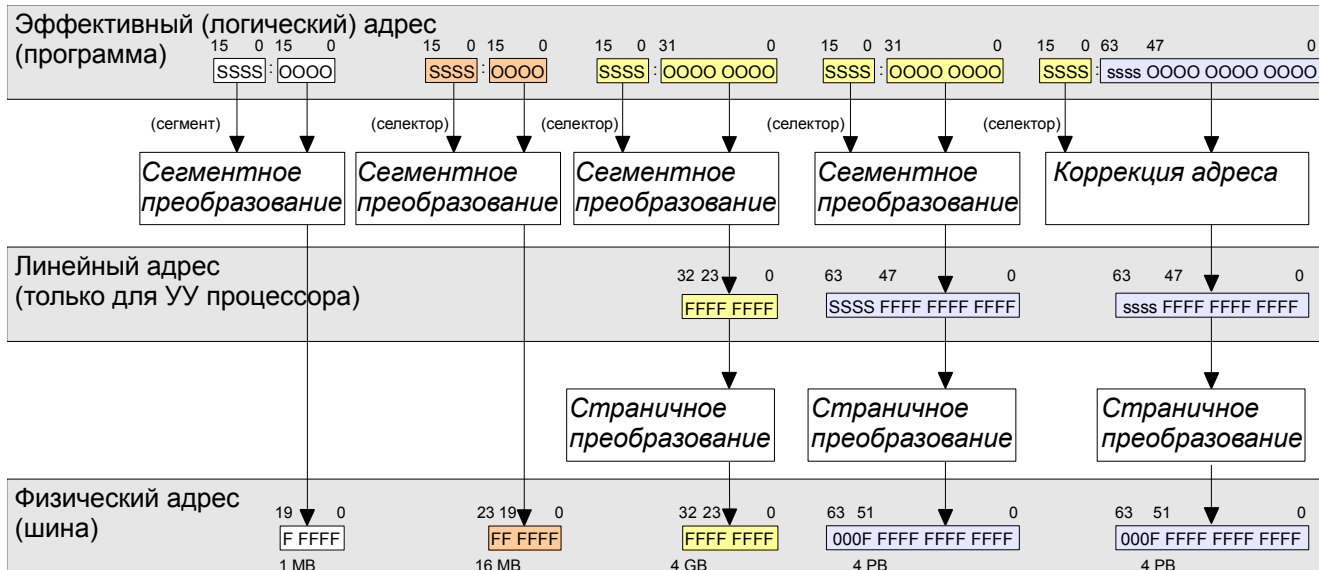 Эффективный (логический) адрес
(программа)
15 0 15 0 15 0 15 0 15 0 31 0 15 0 31 0 15 0 63 47 0
SSSS : OOOO SSSS : OOOO SSSS : OOOO OOOO SSSS : OOOO OOOO SSSS : ssss OOOO OOOO OOOO
(сегмент) (селектор) (селектор) (селектор) (селектор)
Сегментное Сегментное Сегментное Сегментное Коррекция адреса
преобразование преобразование преобразование преобразование
Линейный адрес
(только для УУ процессора)
32 23 0 63 47 0 63 47 0
FFFF FFFF SSSS FFFF FFFF FFFF ssss FFFF FFFF FFFF
Страничное Страничное Страничное
преобразование преобразование преобразование
Физический адрес
(шина)
19 0 23 19 0 32 23 0 63 51 0 63 51 0
F FFFF FF FFFF FFFF FFFF 000F FFFF FFFF FFFF 000F FFFF FFFF FFFF
1 MB 16 MB 4 GB 4 PB 4 PB